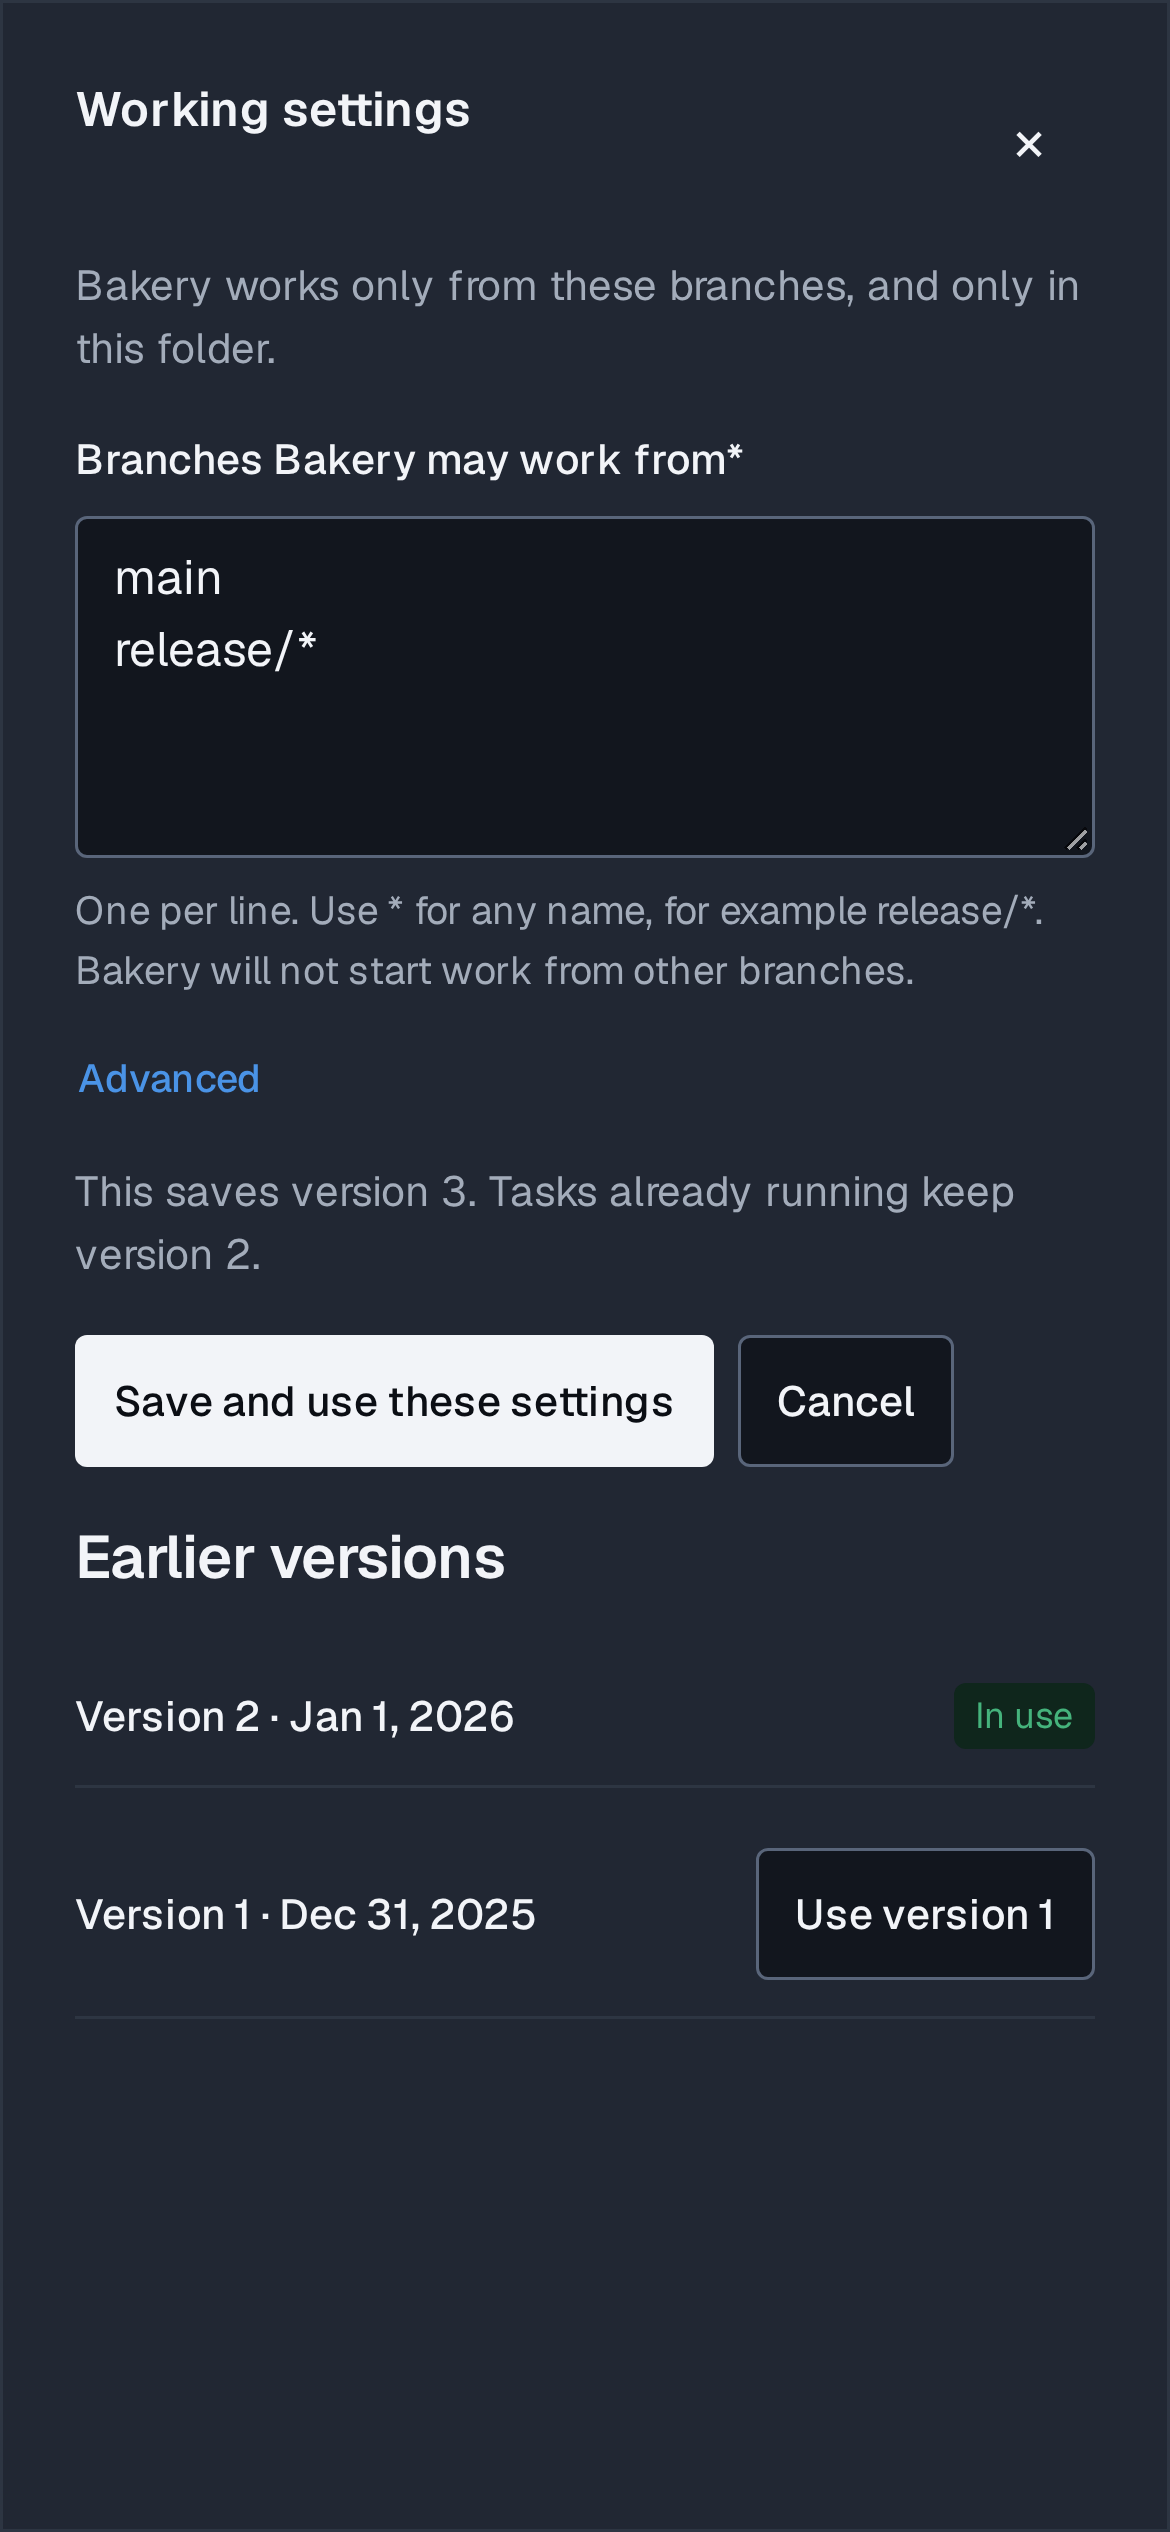 Working settings
Bakery works only from these branches, and only in
this folder.
Branches Bakery may work from*
main
release/*
One per line. Use * for any name, for example release/*.
Bakery will not start work from other branches.
Advanced
This saves version 3. Tasks already running keep
version 2.
Save and use these settings
Cancel
Earlier versions
Version 2 · Jan 1, 2026
In use
Version 1 · Dec 31, 2025
Use version 1